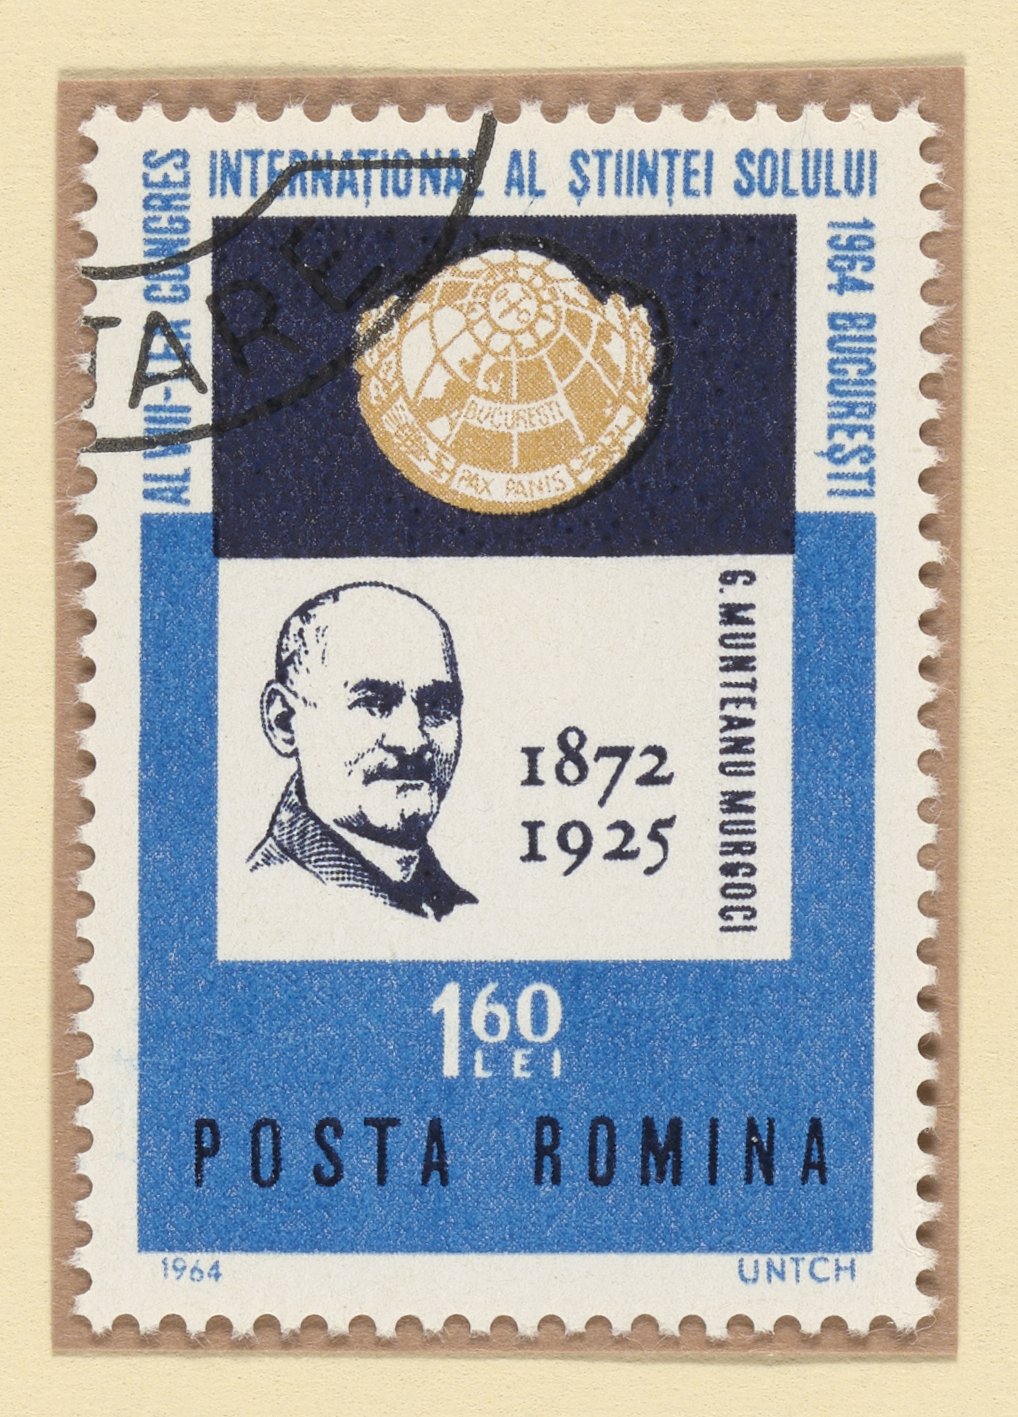 AL VIII-LEA CONGRES
INTERNAȚIONAL AL ȘTIINȚEI SOLULUI
1964 BUCUREȘTI
TARE
BUCUREȘTI
PAX PANIS
G. MUNTEANU MURGOCI
1872
1925
1 60
LEI
POSTA ROMINA
1964
UNTCH